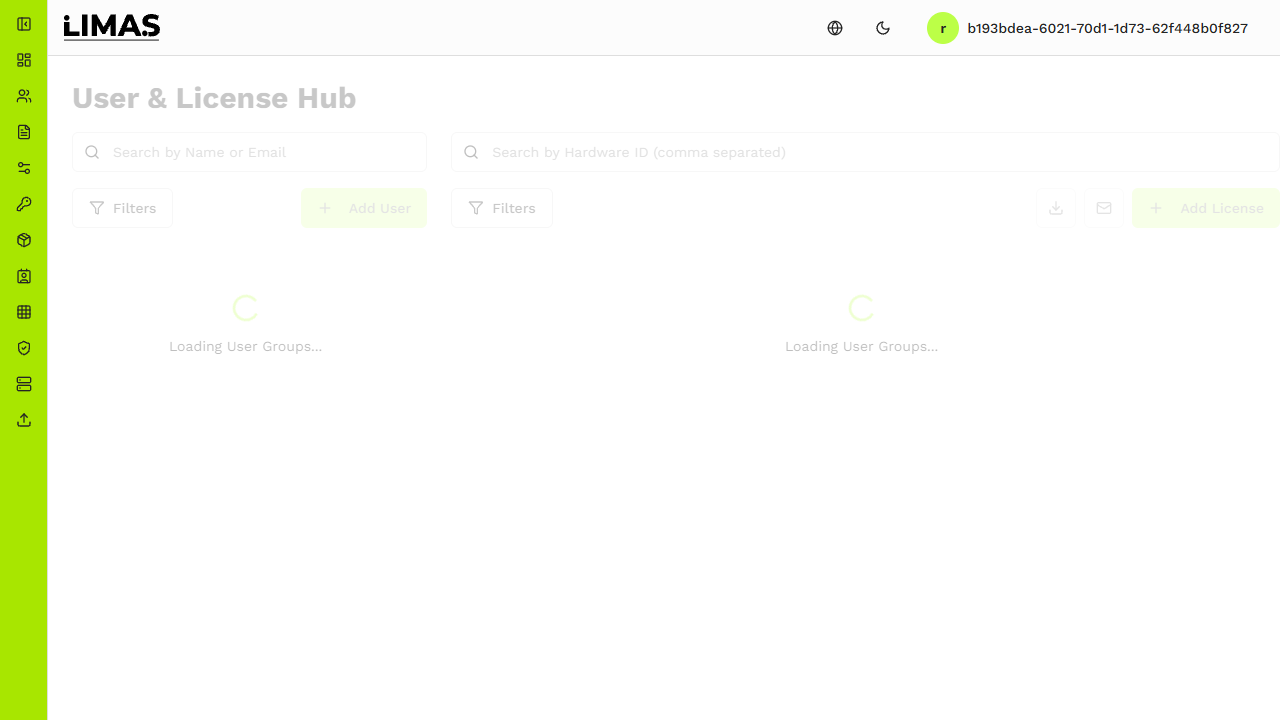 LIMAS
r
b193bdea-6021-70d1-1d73-62f448b0f827
User & License Hub
Search by Name or Email
Search by Hardware ID (comma separated)
Filters
Add User
Filters
Add License
Loading User Groups...
Loading User Groups...